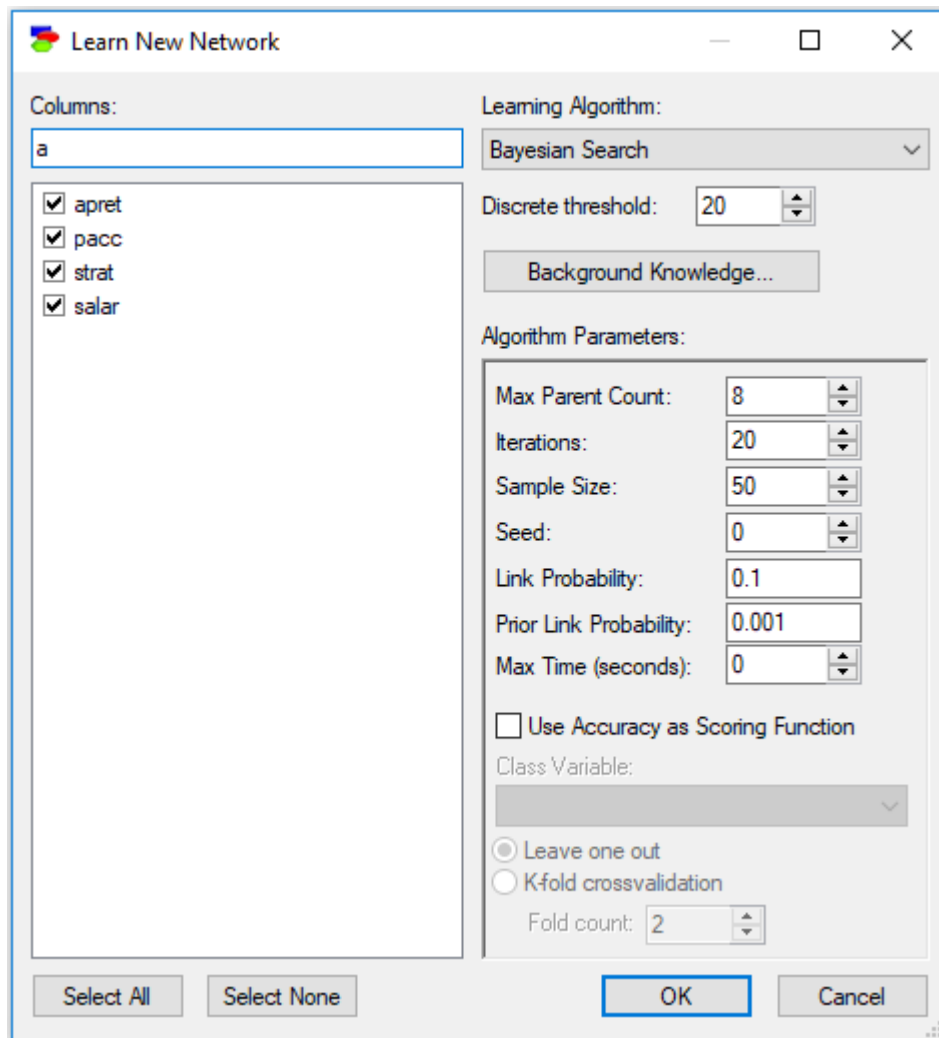 Learn New Network
Columns:
a
apret
pacc
strat
salar
Select All
Select None
Learning Algorithm:
Bayesian Search
Discrete threshold: 20
Background Knowledge...
Algorithm Parameters:
Max Parent Count: 8
Iterations: 20
Sample Size: 50
Seed: 0
Link Probability: 0.1
Prior Link Probability: 0.001
Max Time (seconds): 0
Use Accuracy as Scoring Function
Class Variable:
Leave one out
K-fold crossvalidation
Fold count: 2
OK
Cancel